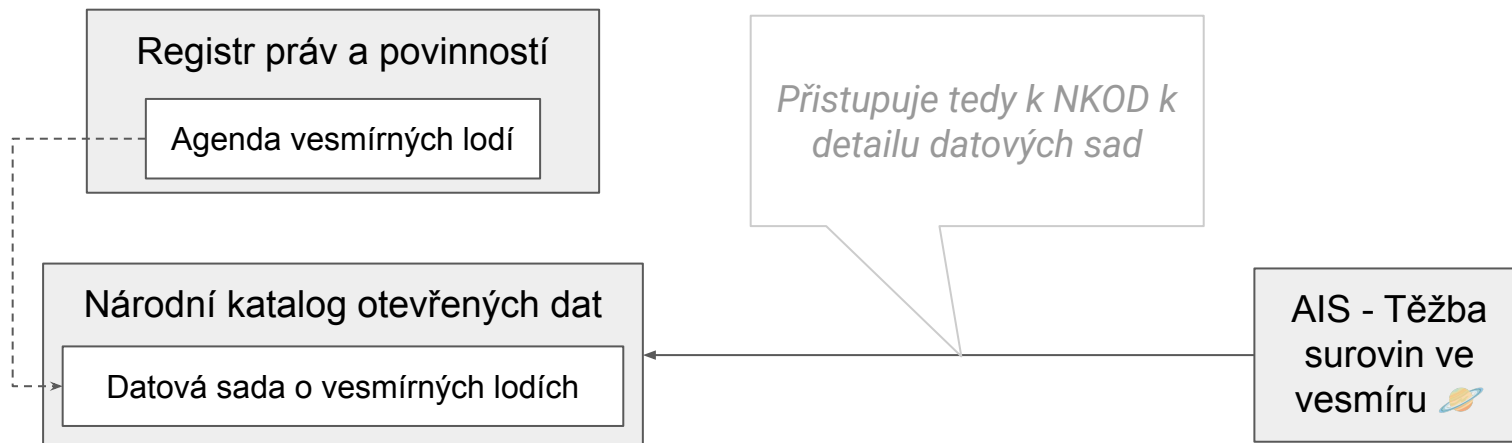 Registr práv a povinností
Agenda vesmírných lodí
Přistupuje tedy k NKOD k
detailu datových sad
Národní katalog otevřených dat
Datová sada o vesmírných lodích
AIS - Těžba
surovin ve
vesmíru 🪐